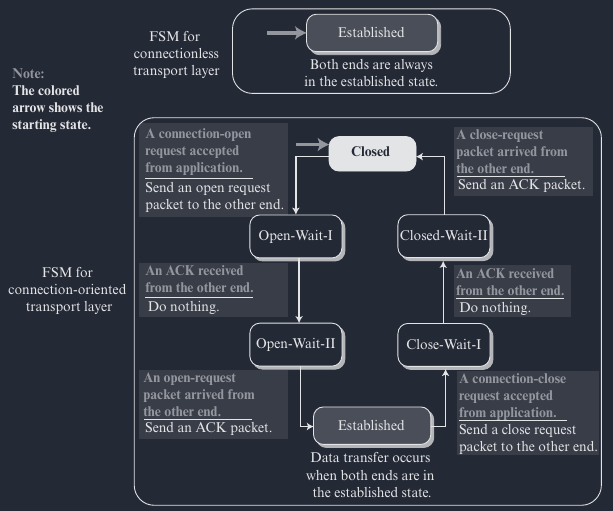 FSM for
connectionless
transport layer
Established
Both ends are always
in the established state.
Note:
The colored
arrow shows the
starting state.
FSM for
connection-oriented
transport layer
A connection-open
request accepted
from application.
Send an open request
packet to the other end.
Closed
A close-request
packet arrived from
the other end.
Send an ACK packet.
Open-Wait-I
Closed-Wait-II
An ACK received
from the other end.
Do nothing.
An ACK received
from the other end.
Do nothing.
Open-Wait-II
Close-Wait-I
An open-request
packet arrived from
the other end.
Send an ACK packet.
Established
A connection-close
request accepted
from application.
Send a close request
packet to the other end.
Data transfer occurs
when both ends are in
the established state.